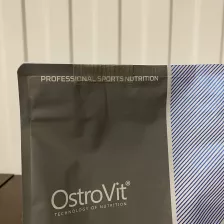 PROFESSIONAL SPORTS NUTRITION
OstroVit®
TECHNOLOGY OF NUTRITION